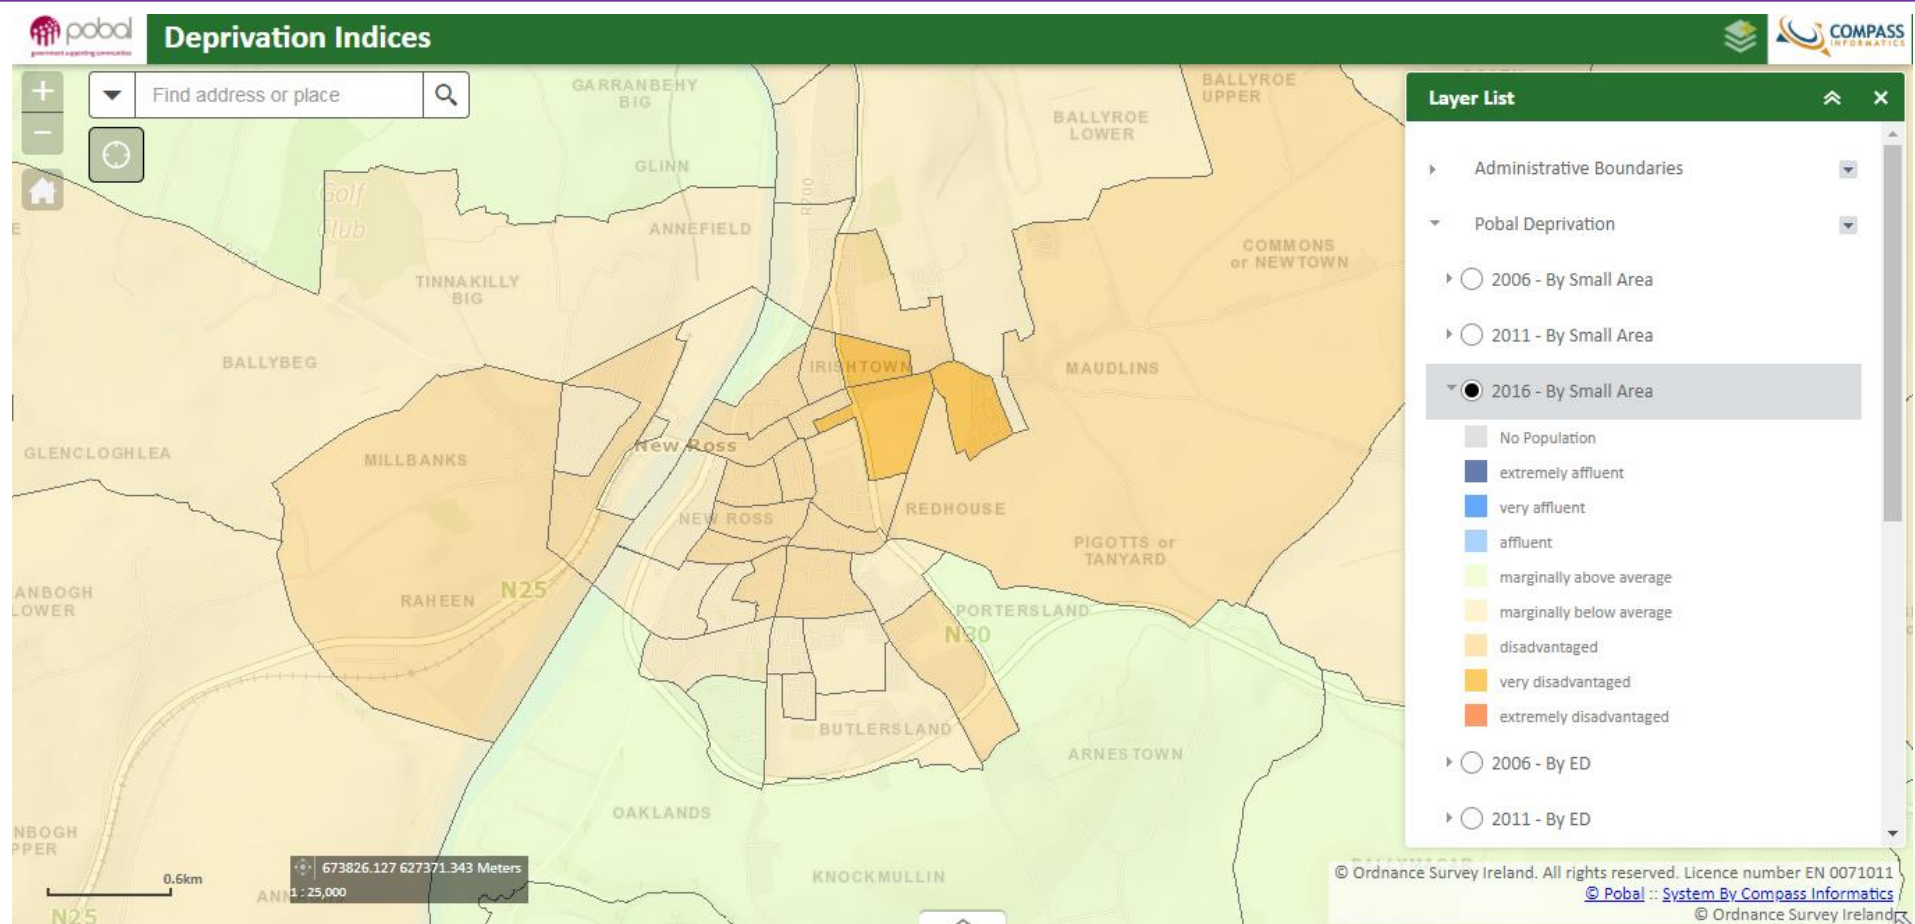 pobal
government supporting communities
Deprivation Indices
COMPASS
INFORMATICS
Find address or place
GARRANBEHY
BIG
BALLYROE
UPPER
BALLYROE
LOWER
GLINN
Golf
Club
R700
R704
ANNEFIELD
COMMONS
or NEWTOWN
TINNAKILLY
BIG
BALLYBEG
IRISHTOWN
MAUDLINS
New Ross
GLENCLOGHLEA
MILLBANKS
NEW ROSS
REDHOUSE
PIGOTTS or
TANYARD
ANBOGH
LOWER
RAHEEN
N25
PORTERSLAND
N30
BUTLERSLAND
ARNESTOWN
OAKLANDS
NBOGH
PPER
KNOCKMULLIN
ANN
N25
0.6km
673826.127 627371.343 Meters
1 : 25,000
Layer List
Administrative Boundaries
Pobal Deprivation
2006 - By Small Area
2011 - By Small Area
2016 - By Small Area
No Population
extremely affluent
very affluent
affluent
marginally above average
marginally below average
disadvantaged
very disadvantaged
extremely disadvantaged
2006 - By ED
2011 - By ED
© Ordnance Survey Ireland. All rights reserved. Licence number EN 0071011
© Pobal :: System By Compass Informatics
© Ordnance Survey Ireland